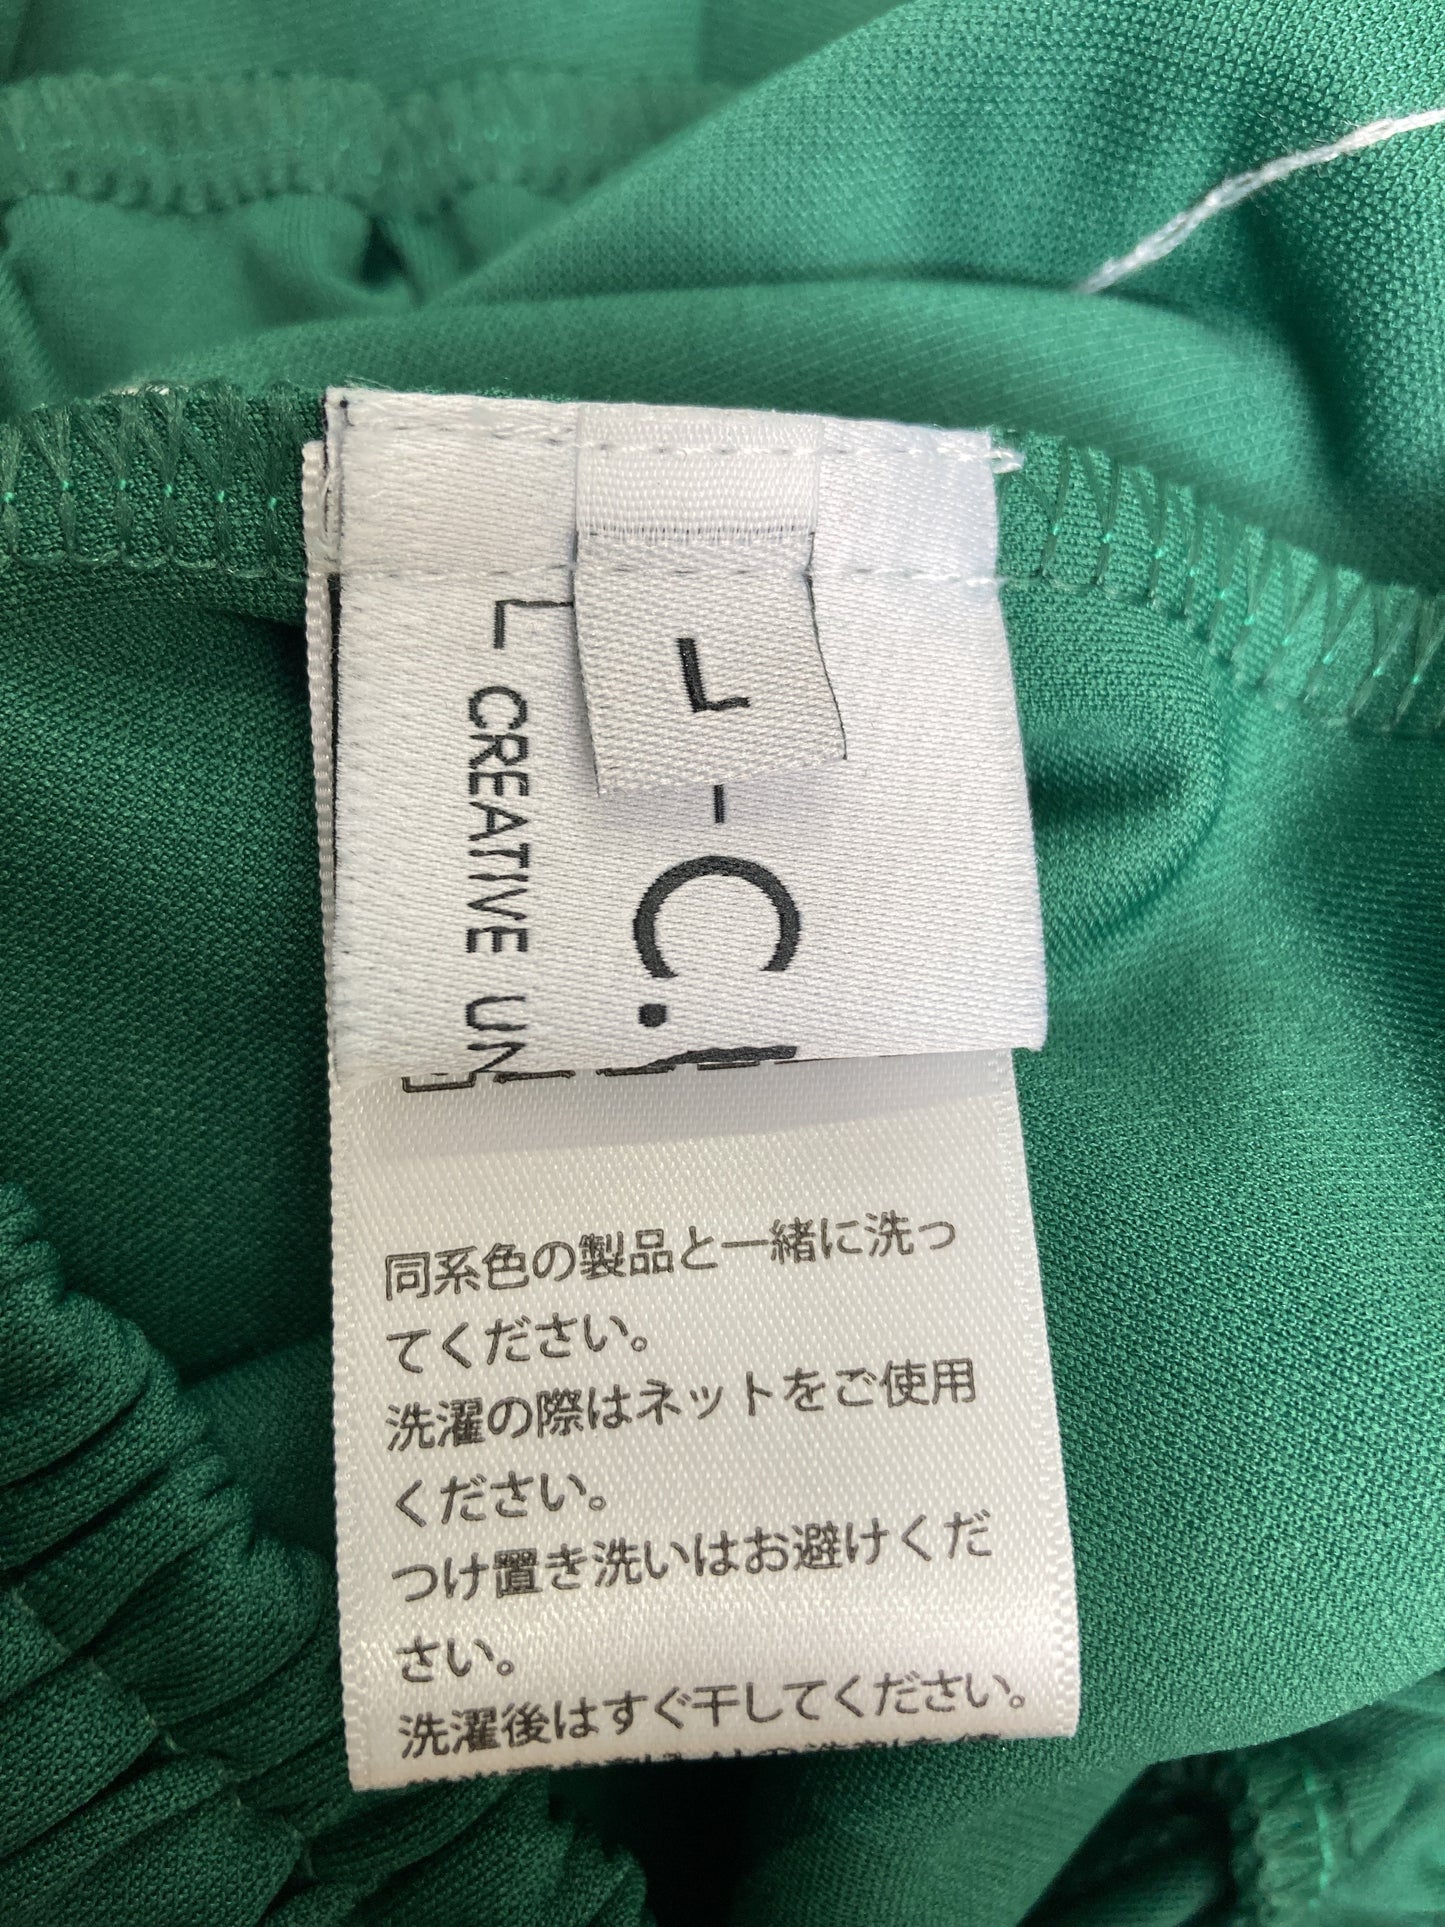 L
CREATIVE UN
C.
同系色の製品と一緒に洗っ
てください。
洗濯の際はネットをご使用
ください。
つけ置き洗いはお避けくだ
さい。
洗濯後はすぐ干してください。